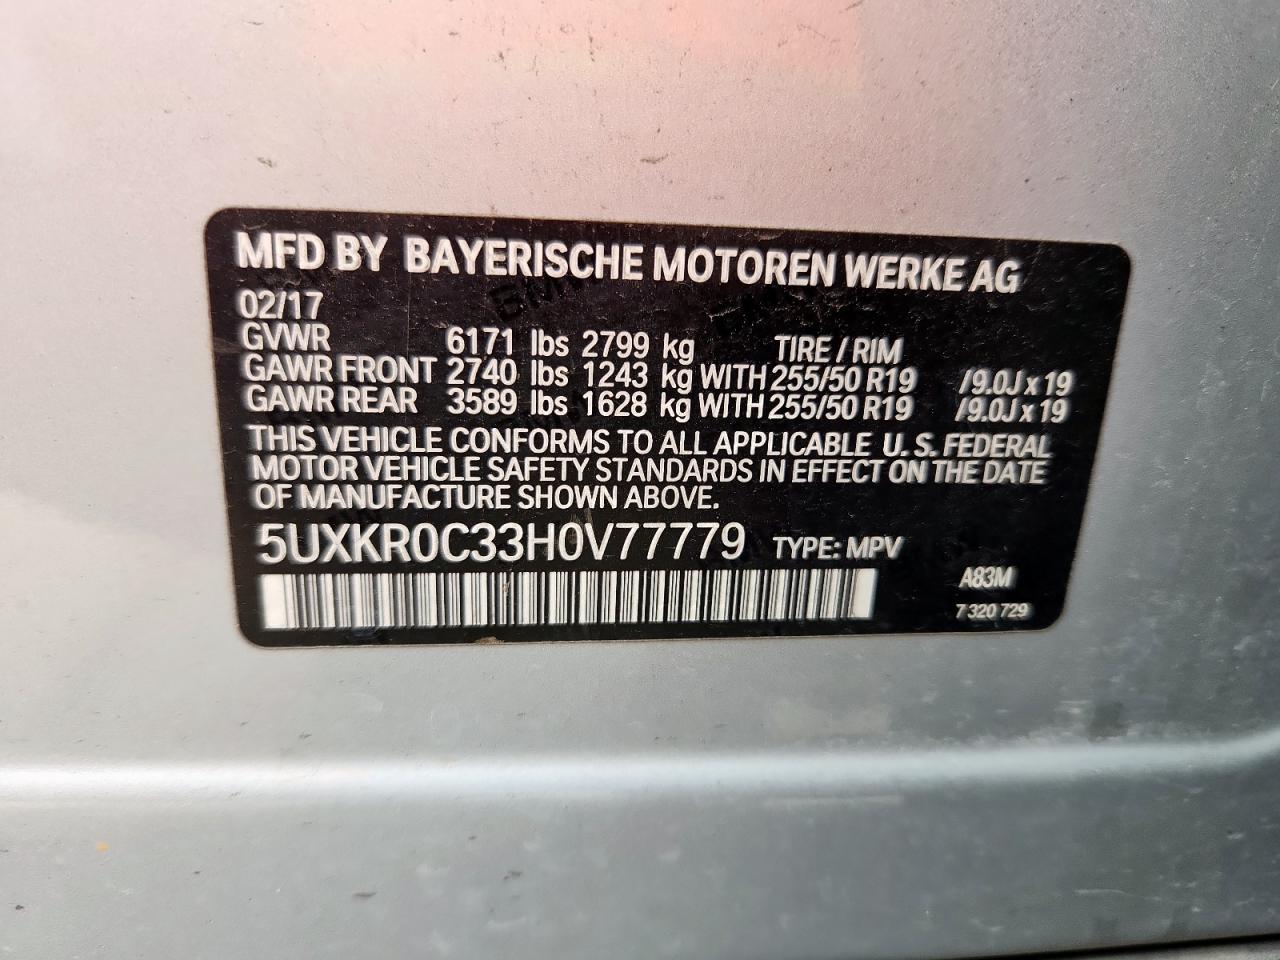 MFD BY BAYERISCHE MOTOREN WERKE AG
02/17
GVWR 6171 lbs 2799 kg TIRE / RIM
GAWR FRONT 2740 lbs 1243 kg WITH 255/50 R19 /9.0J x 19
GAWR REAR 3589 lbs 1628 kg WITH 255/50 R19 /9.0J x 19
THIS VEHICLE CONFORMS TO ALL APPLICABLE U.S. FEDERAL
MOTOR VEHICLE SAFETY STANDARDS IN EFFECT ON THE DATE
OF MANUFACTURE SHOWN ABOVE.
5UXKR0C33H0V77779 TYPE: MPV
A83M
7 320 729